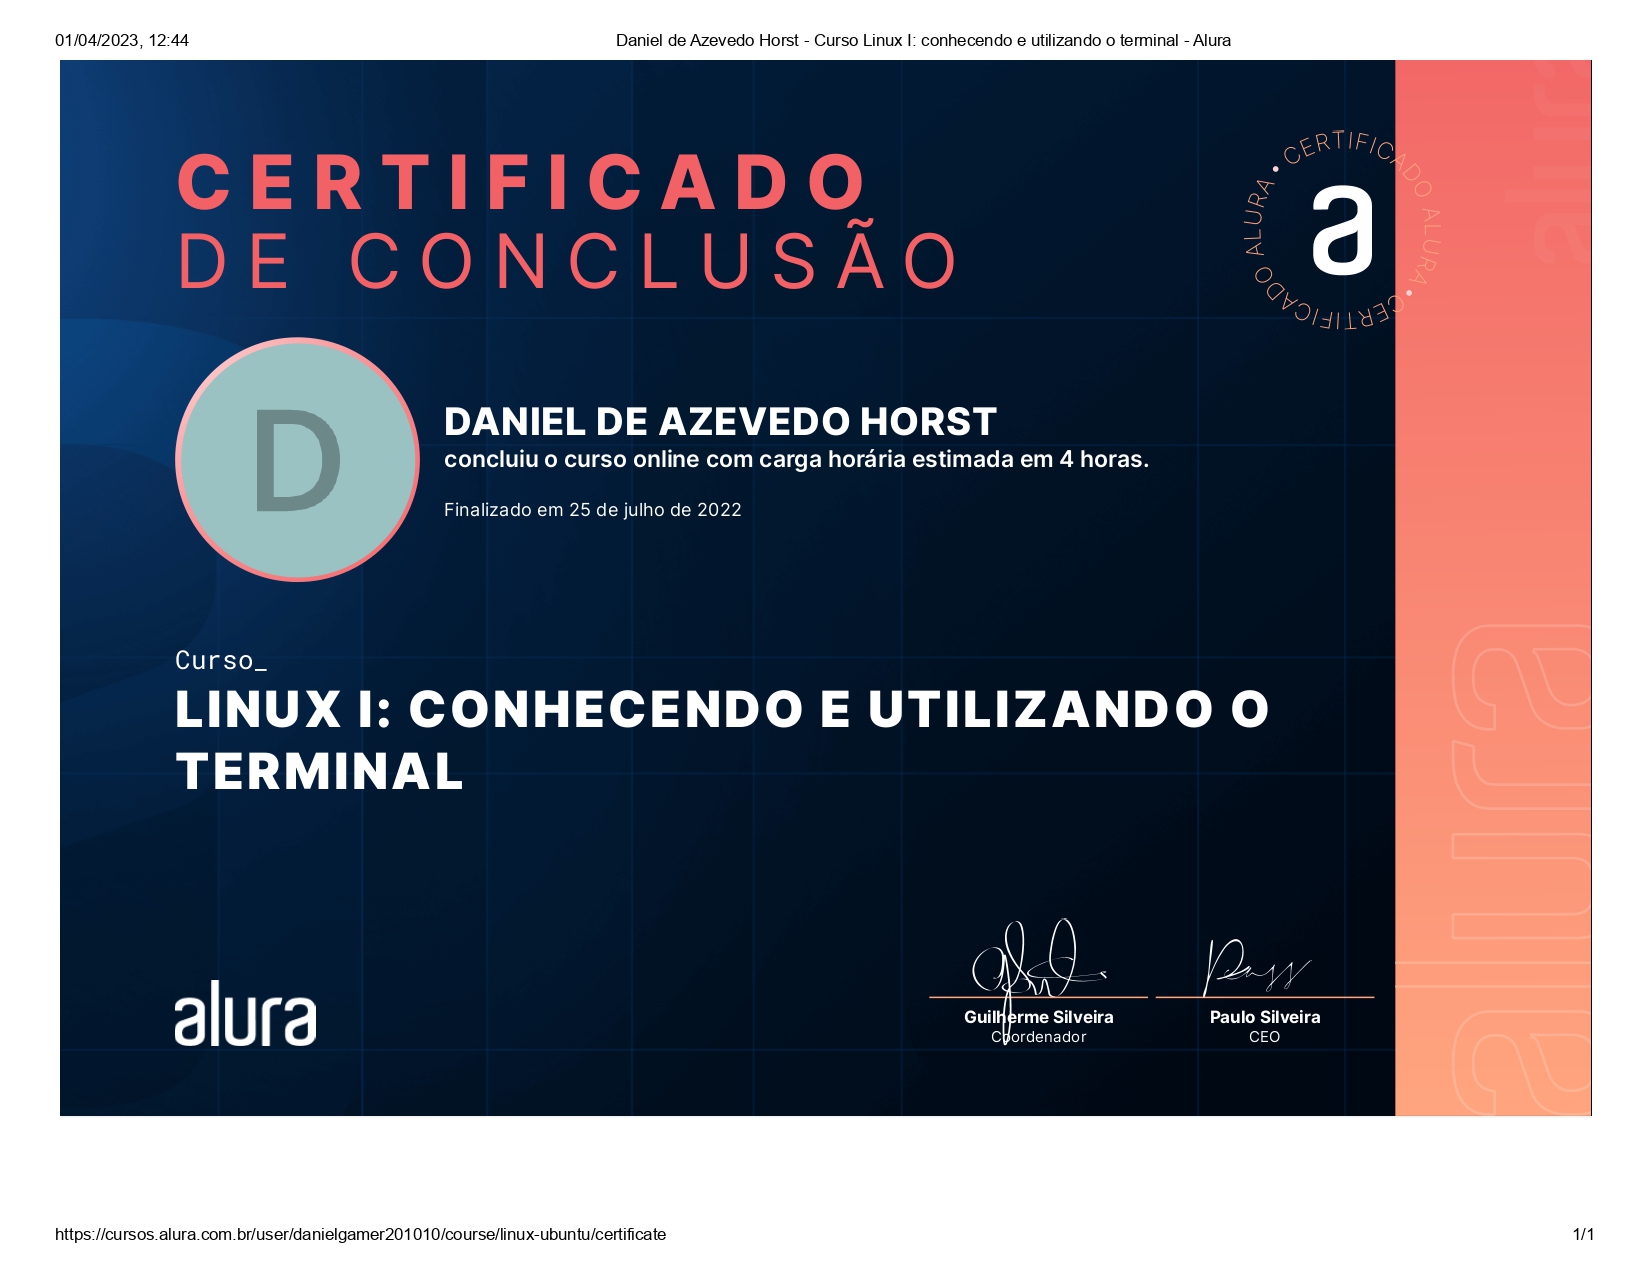 01/04/2023, 12:44
Daniel de Azevedo Horst - Curso Linux I: conhecendo e utilizando o terminal - Alura
CERTIFICADO
DE CONCLUSÃO
CERTIFICADO ALURA • CERTIFICADO ALURA •
a
alura
D
DANIEL DE AZEVEDO HORST
concluiu o curso online com carga horária estimada em 4 horas.
Finalizado em 25 de julho de 2022
Curso_
LINUX I: CONHECENDO E UTILIZANDO O
TERMINAL
alura
alura
Guilherme Silveira
Coordenador
Paulo Silveira
CEO
https://cursos.alura.com.br/user/danielgamer201010/course/linux-ubuntu/certificate
1/1